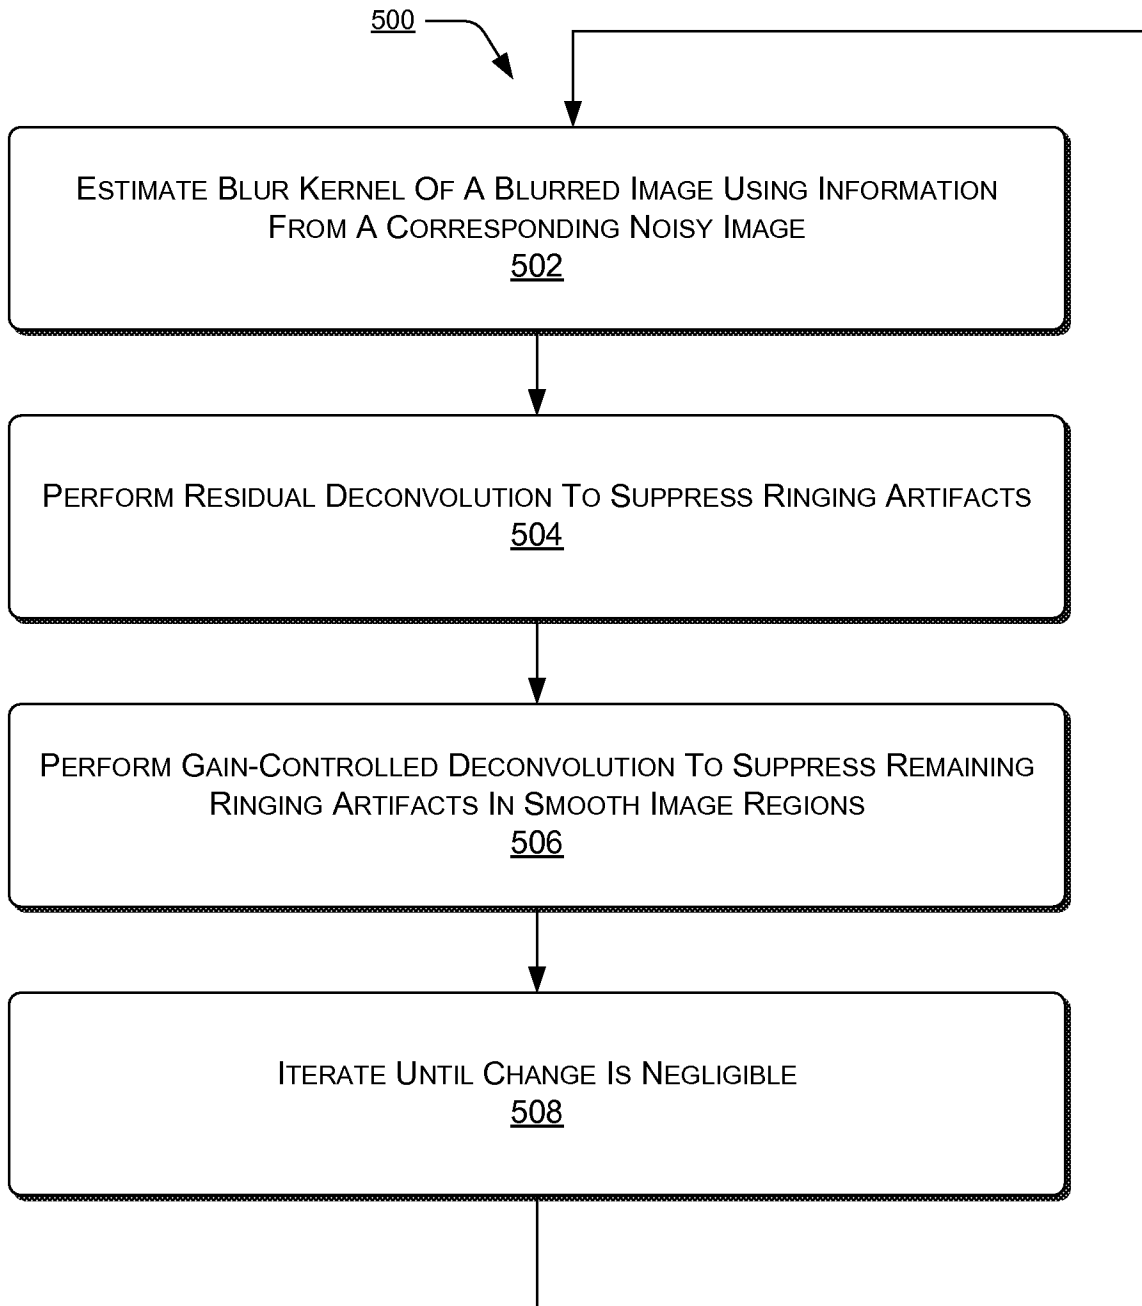 500
ESTIMATE BLUR KERNEL OF A BLURRED IMAGE USING INFORMATION
FROM A CORRESPONDING NOISY IMAGE
502
PERFORM RESIDUAL DECONVOLUTION TO SUPPRESS RINGING ARTIFACTS
504
PERFORM GAIN-CONTROLLED DECONVOLUTION TO SUPPRESS REMAINING
RINGING ARTIFACTS IN SMOOTH IMAGE REGIONS
506
ITERATE UNTIL CHANGE IS NEGLIGIBLE
508